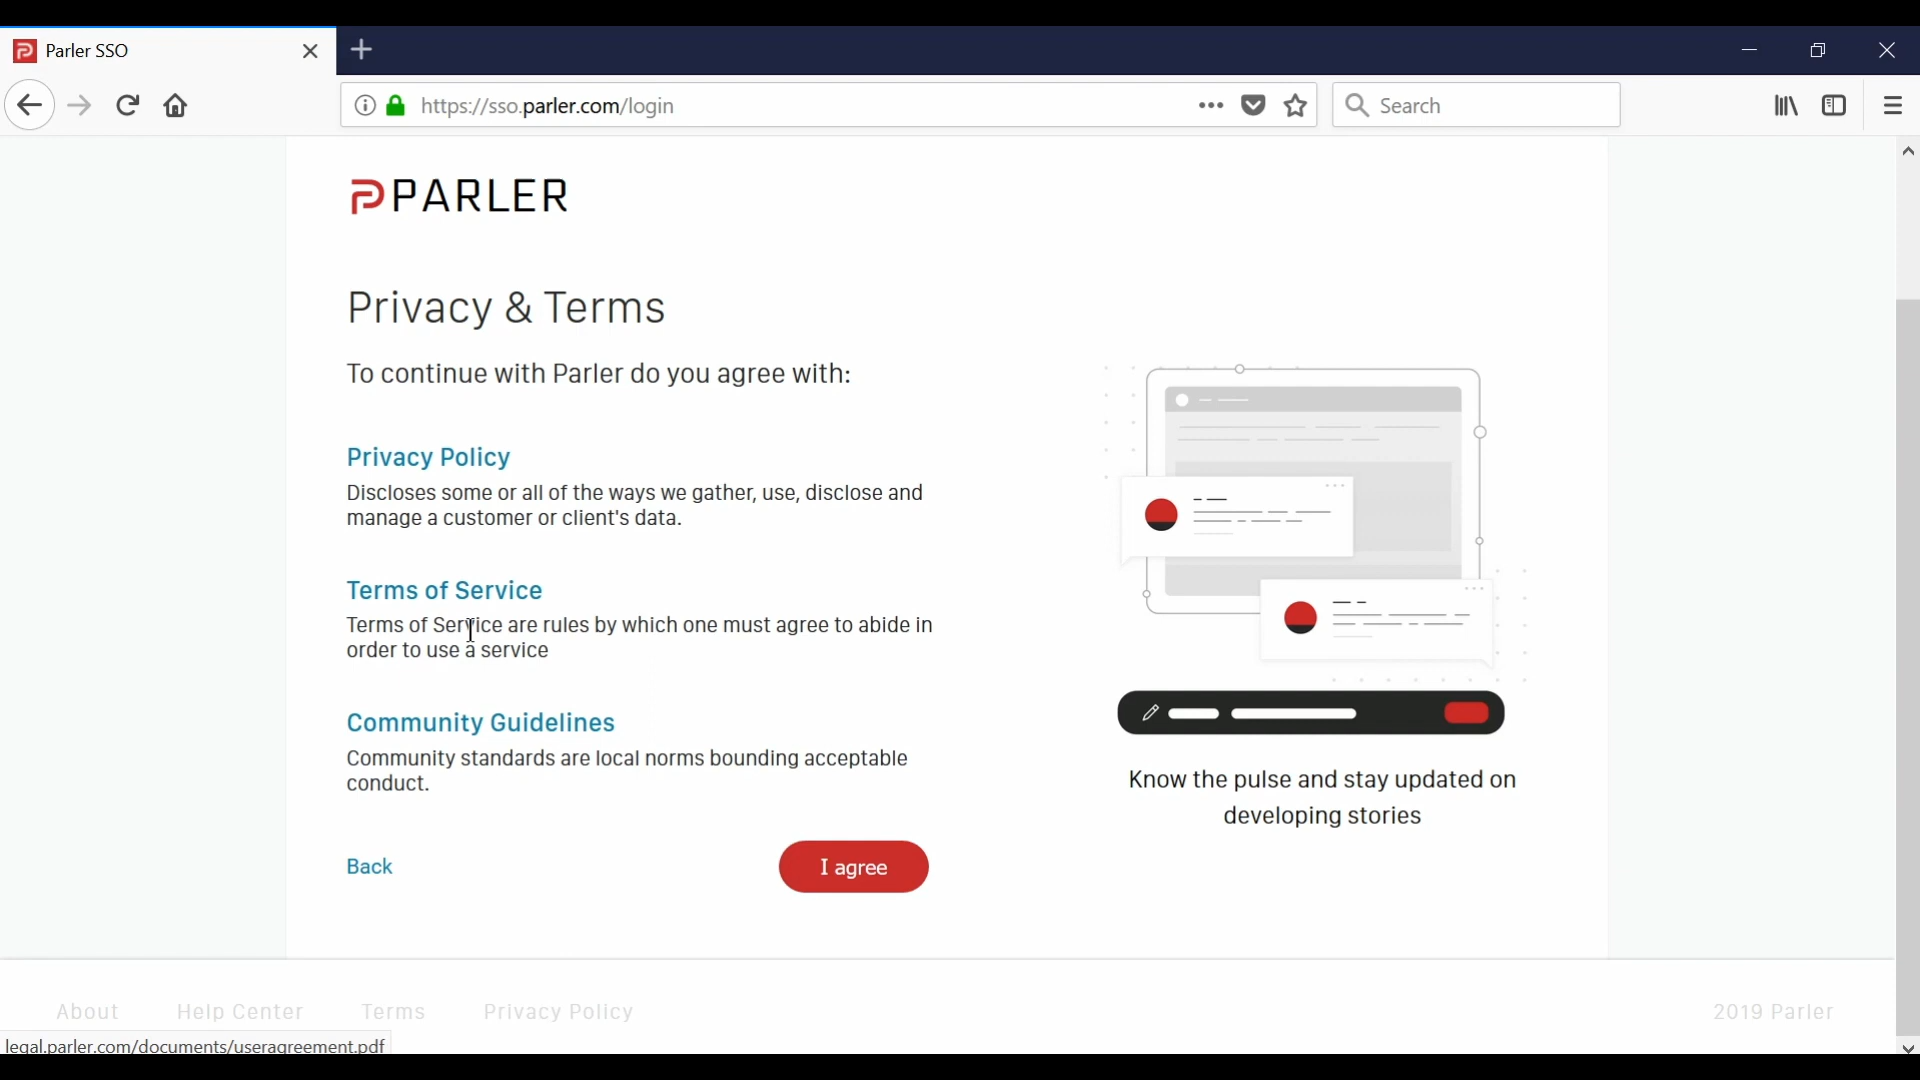 Parler SSO
https://sso.parler.com/login
Search
PARLER
Privacy & Terms
To continue with Parler do you agree with:
Privacy Policy
Discloses some or all of the ways we gather, use, disclose and
manage a customer or client's data.
Terms of Service
Terms of Service are rules by which one must agree to abide in
order to use a service
Community Guidelines
Community standards are local norms bounding acceptable
conduct.
Back
I agree
Know the pulse and stay updated on
developing stories
About Help Center Terms Privacy Policy 2019 Parler
legal.parler.com/documents/useragreement.pdf